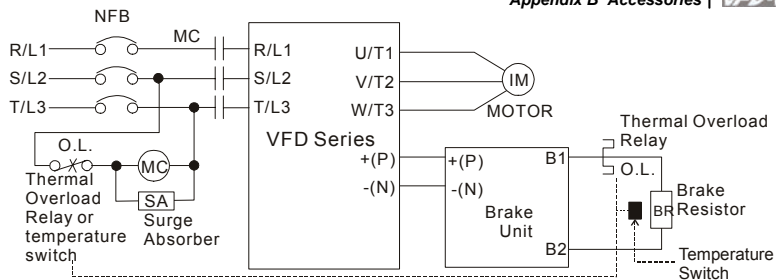 Appendix B Accessories |
NFB
MC
R/L1
R/L1
U/T1
S/L2
S/L2
V/T2
IM
T/L3
T/L3
W/T3
MOTOR
VFD Series
O.L.
MC
SA
Thermal
Overload
Relay or
temperature
switch
Surge
Absorber
+(P)
-(N)
+(P)
-(N)
B1
Brake
Unit
B2
Thermal Overload
Relay
O.L.
BR
Brake
Resistor
Temperature
Switch